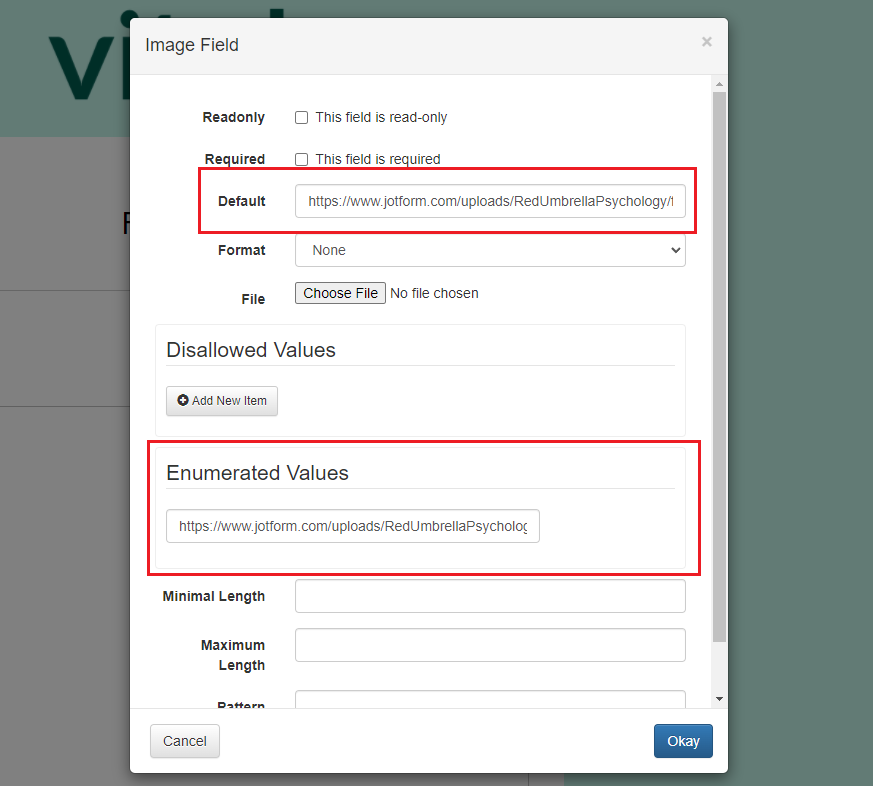 Image Field
×
Readonly This field is read-only
Required This field is required
Default https://www.jotform.com/uploads/RedUmbrellaPsychology/
Format None
File Choose File No file chosen
Disallowed Values
Add New Item
Enumerated Values
https://www.jotform.com/uploads/RedUmbrellaPsycholog
Minimal Length
Maximum
Length
Pattern
Cancel Okay